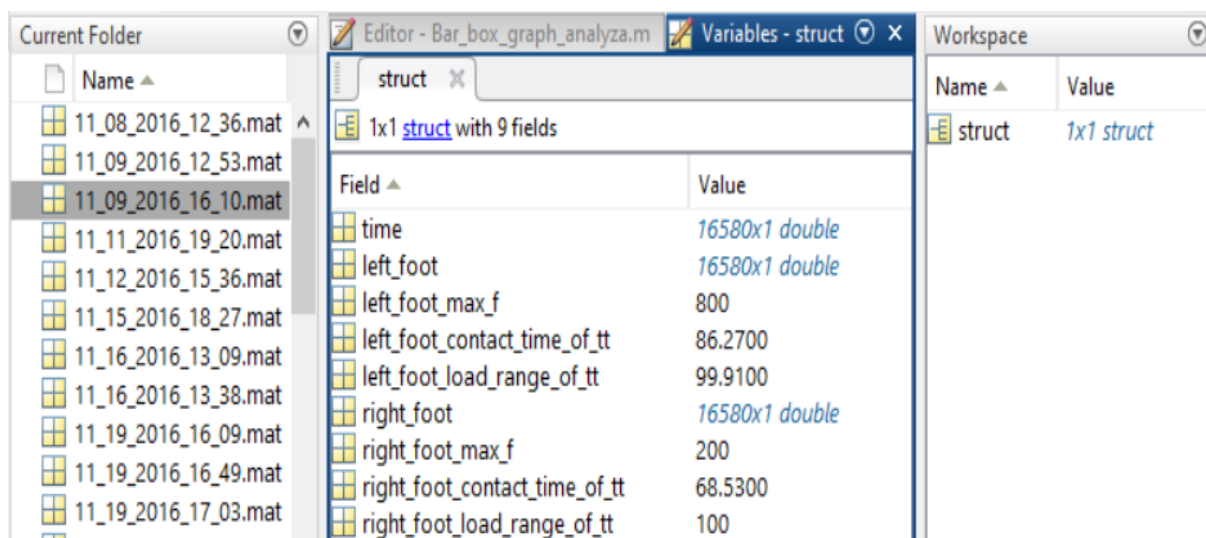 Current Folder
Name
11_08_2016_12_36.mat
11_09_2016_12_53.mat
11_09_2016_16_10.mat
11_11_2016_19_20.mat
11_12_2016_15_36.mat
11_15_2016_18_27.mat
11_16_2016_13_09.mat
11_16_2016_13_38.mat
11_19_2016_16_09.mat
11_19_2016_16_49.mat
11_19_2016_17_03.mat
Editor - Bar_box_graph_analyza.m
Variables - struct
struct
1x1 struct with 9 fields
Field Value
time 16580x1 double
left_foot 16580x1 double
left_foot_max_f 800
left_foot_contact_time_of_tt 86.2700
left_foot_load_range_of_tt 99.9100
right_foot 16580x1 double
right_foot_max_f 200
right_foot_contact_time_of_tt 68.5300
right_foot_load_range_of_tt 100
Workspace
Name Value
struct 1x1 struct